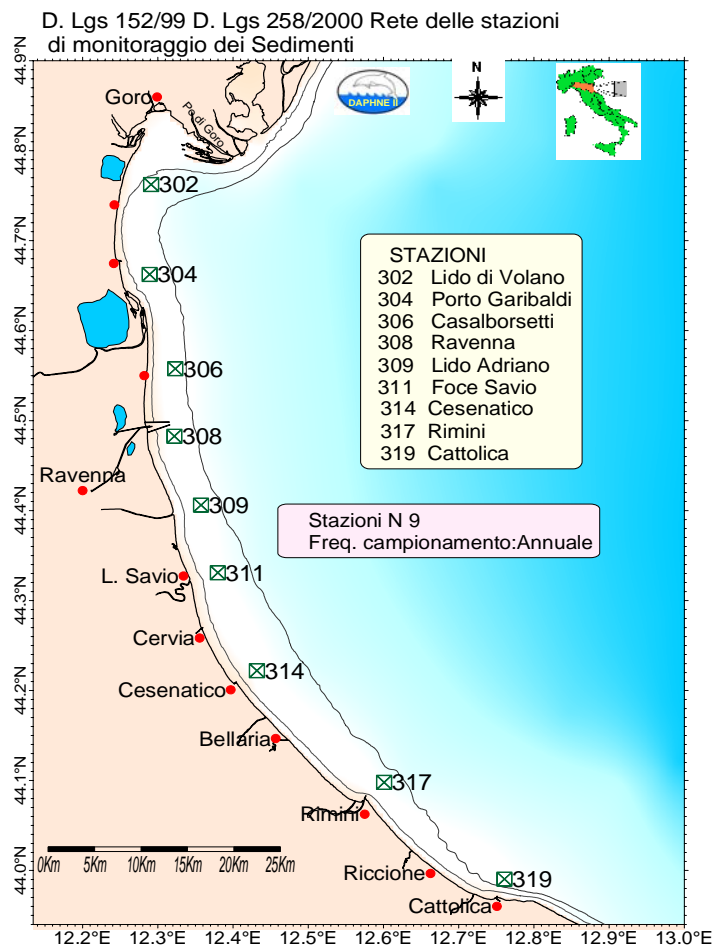 D. Lgs 152/99 D. Lgs 258/2000 Rete delle stazioni
di monitoraggio dei Sedimenti
44.9°N
44.8°N
44.7°N
44.6°N
44.5°N
44.4°N
44.3°N
44.2°N
44.1°N
44.0°N
N
DAPHNE II
Goro
Po di Goro
302
304
306
308
Ravenna
309
L. Savio
311
Cervia
314
Cesenatico
Bellaria
317
Rimini
Riccione
319
Cattolica
STAZIONI
302 Lido di Volano
304 Porto Garibaldi
306 Casalborsetti
308 Ravenna
309 Lido Adriano
311 Foce Savio
314 Cesenatico
317 Rimini
319 Cattolica
Stazioni N 9
Freq. campionamento:Annuale
0Km 5Km 10Km 15Km 20Km 25Km
12.2°E 12.3°E 12.4°E 12.5°E 12.6°E 12.7°E 12.8°E 12.9°E 13.0°E